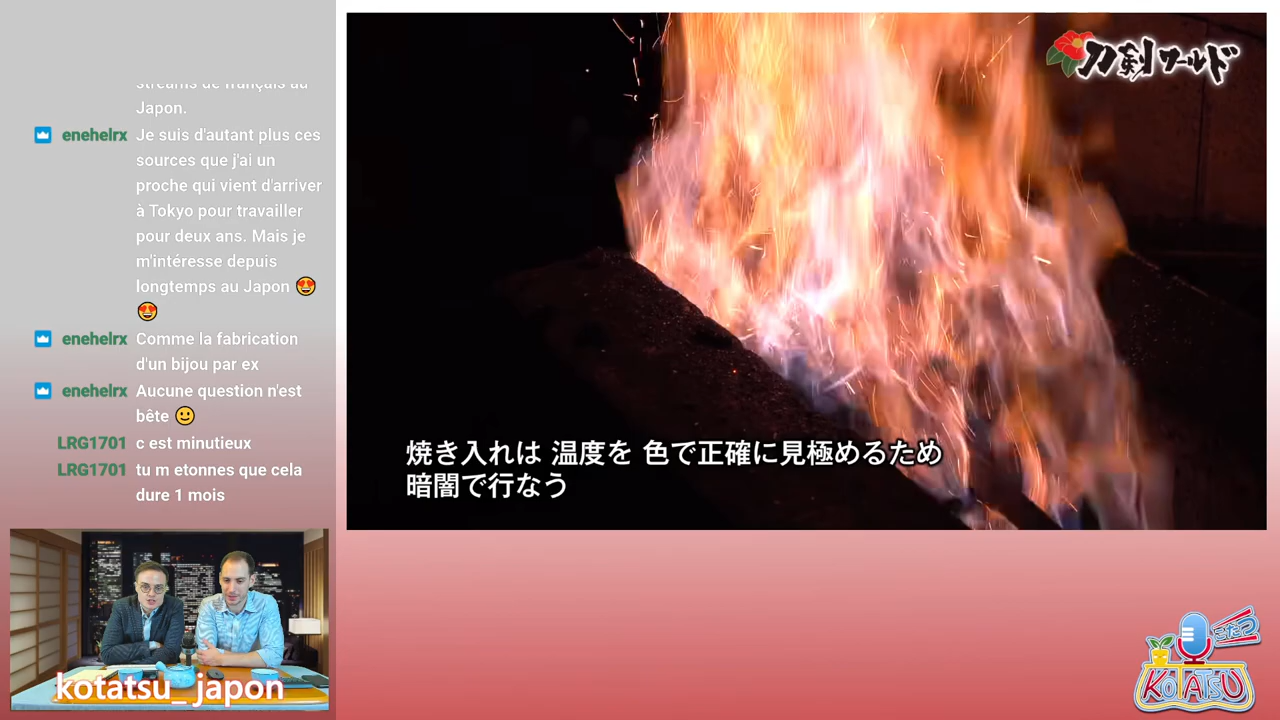 streams de français au
Japon.
enehelrx Je suis d'autant plus ces
sources que j'ai un
proche qui vient d'arriver
à Tokyo pour travailler
pour deux ans. Mais je
m'intéresse depuis
longtemps au Japon 😍
😍
enehelrx Comme la fabrication
d'un bijou par ex
enehelrx Aucune question n'est
bête 🙂
LRG1701 c est minutieux
LRG1701 tu m etonnes que cela
dure 1 mois
刀剣ワールド
焼き入れは 温度を 色で正確に見極めるため
暗闇で行なう
kotatsu_japon
こたつ
KOTATSU